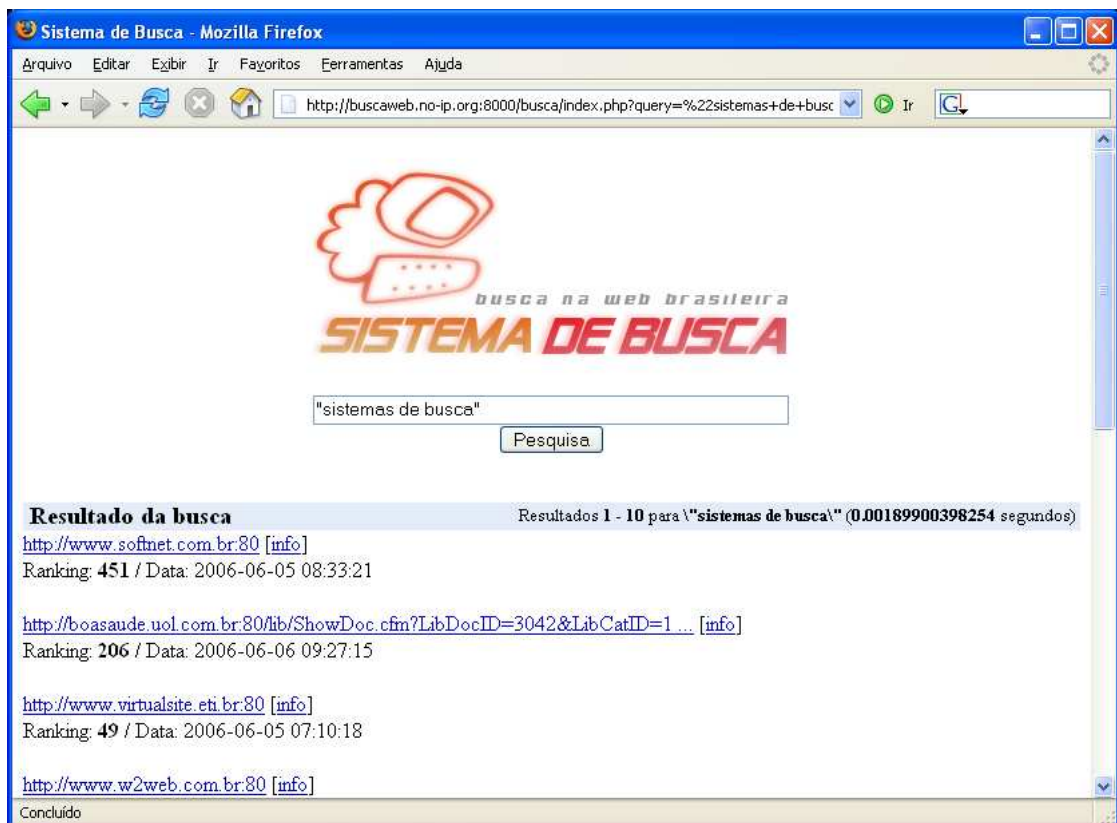 Sistema de Busca - Mozilla Firefox
Arquivo Editar Exibir Ir Favoritos Ferramentas Ajuda
http://buscaweb.no-ip.org:8000/busca/index.php?query=%22sistemas+de+busc Ir G
busca na web brasileira
SISTEMA DE BUSCA
"sistemas de busca"
Pesquisa
Resultado da busca Resultados 1 - 10 para \"sistemas de busca\" (0.00189900398254 segundos)
http://www.softnet.com.br:80 [info]
Ranking: 451 / Data: 2006-06-05 08:33:21
http://boasaude.uol.com.br:80/lib/ShowDoc.cfm?LibDocID=3042&LibCatID=1 ... [info]
Ranking: 206 / Data: 2006-06-06 09:27:15
http://www.virtualsite.eti.br:80 [info]
Ranking: 49 / Data: 2006-06-05 07:10:18
http://www.w2web.com.br:80 [info]
Concluído